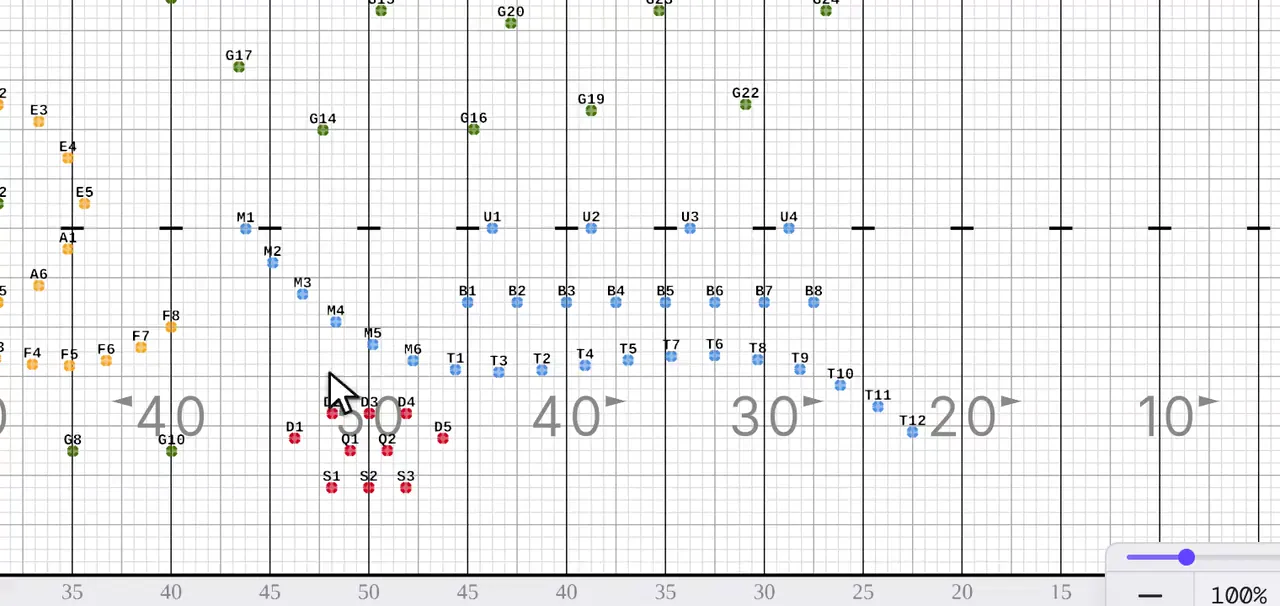 G20
G17
G22
G19
E3
G14
G16
E4
E5
M1
U1 U2 U3 U4
A1
M2
A6
M3
B1 B2 B3 B4 B5 B6 B7 B8
M4
F8
M5
F7
F4 F5 F6
M6
T1 T3 T2 T4 T5 T7 T6 T8 T9
T10
T11
T12
D3 D4
40 50 40 30 20 10
D1 D5
G8 G10 Q1 Q2
S1 S2 S3
35 40 45 50 45 40 35 30 25 20 15
100%